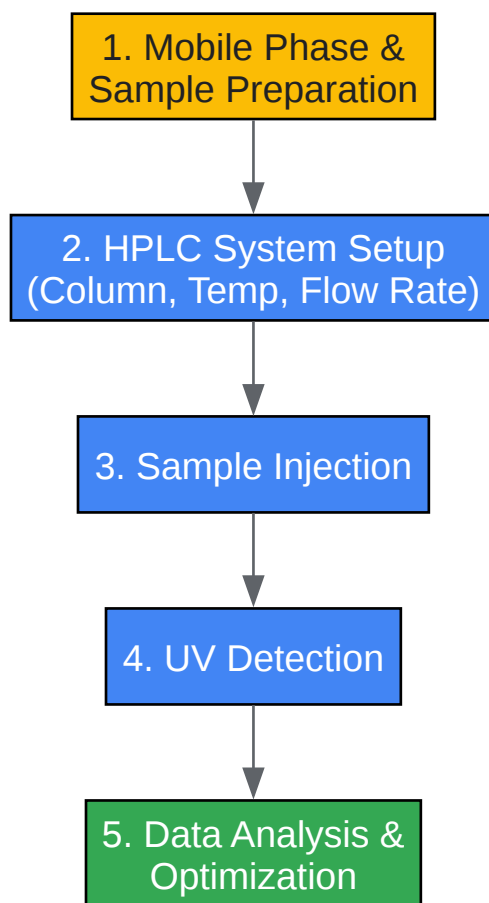 1. Mobile Phase &
Sample Preparation
2. HPLC System Setup
(Column, Temp, Flow Rate)
3. Sample Injection
4. UV Detection
5. Data Analysis &
Optimization